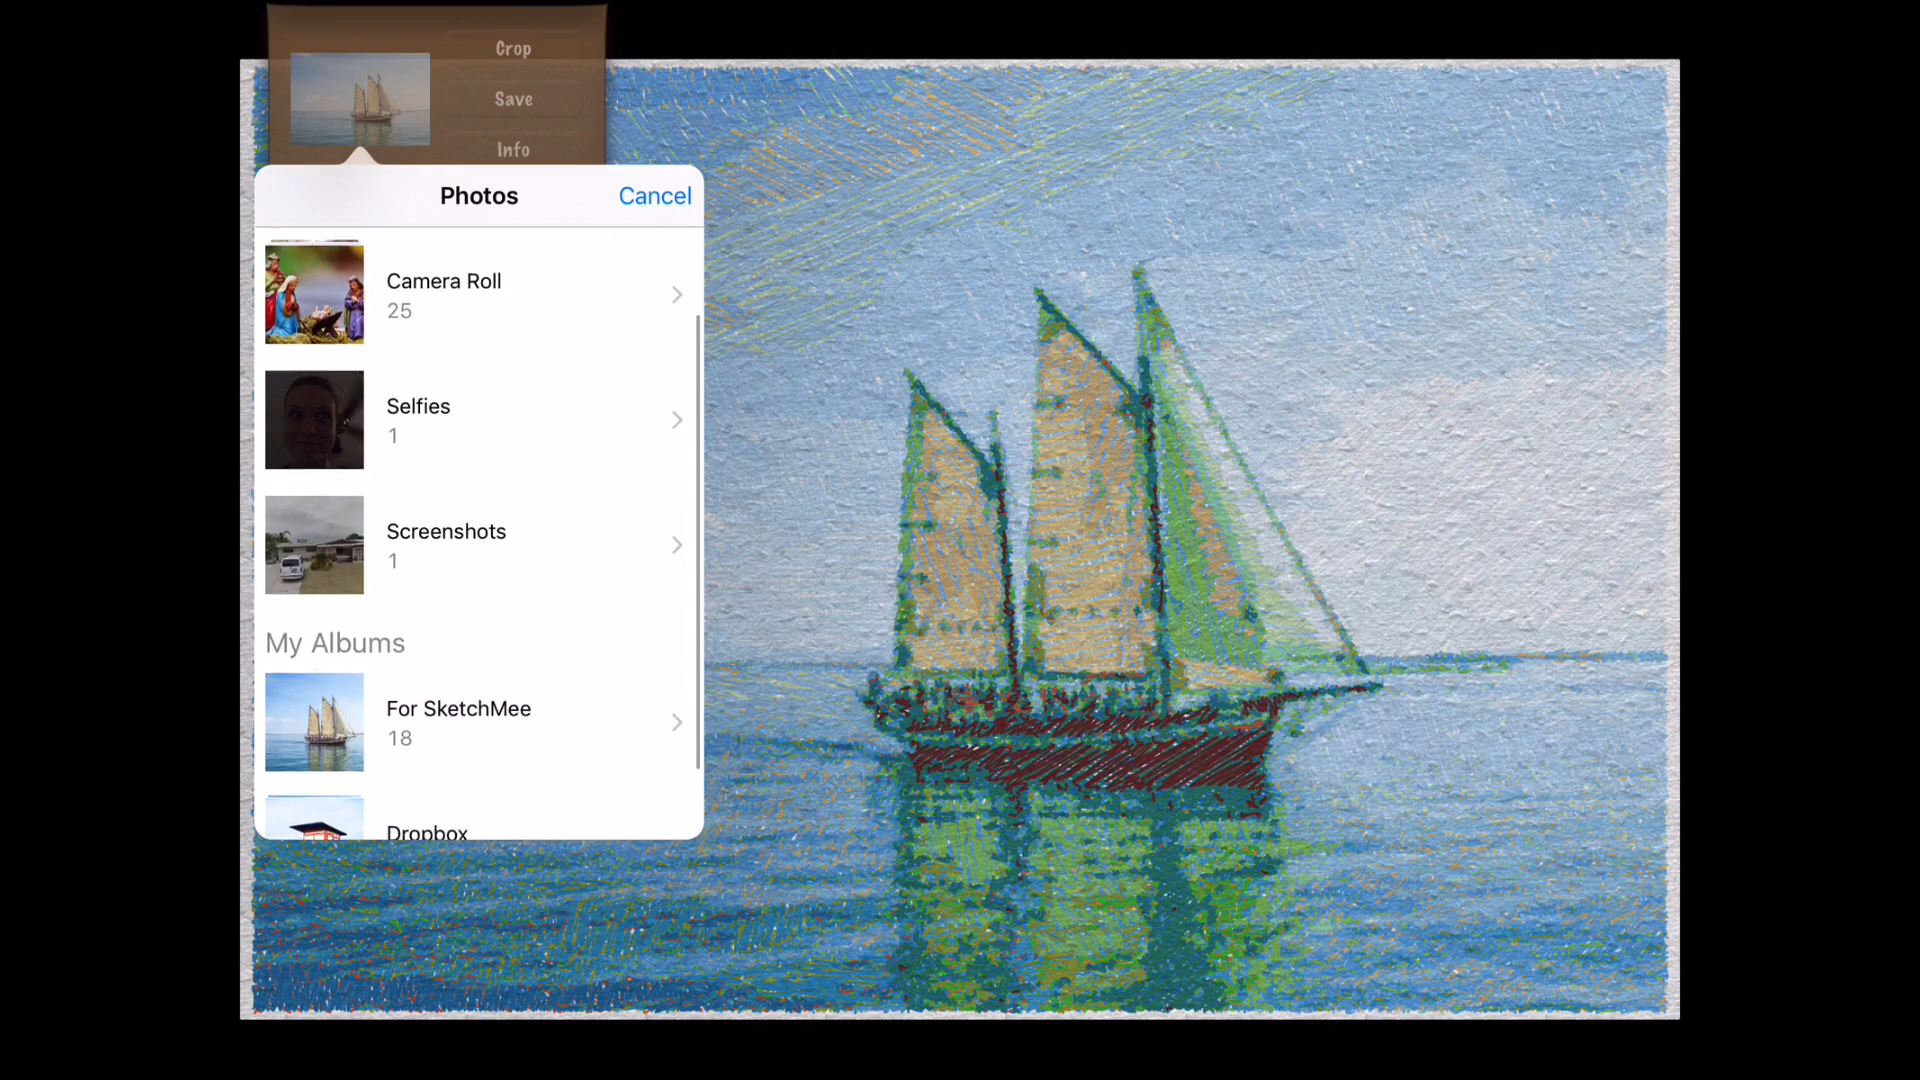 Crop
Save
Info
Photos
Cancel
Camera Roll
25
Selfies
1
Screenshots
1
My Albums
For SketchMee
18
Dropbox